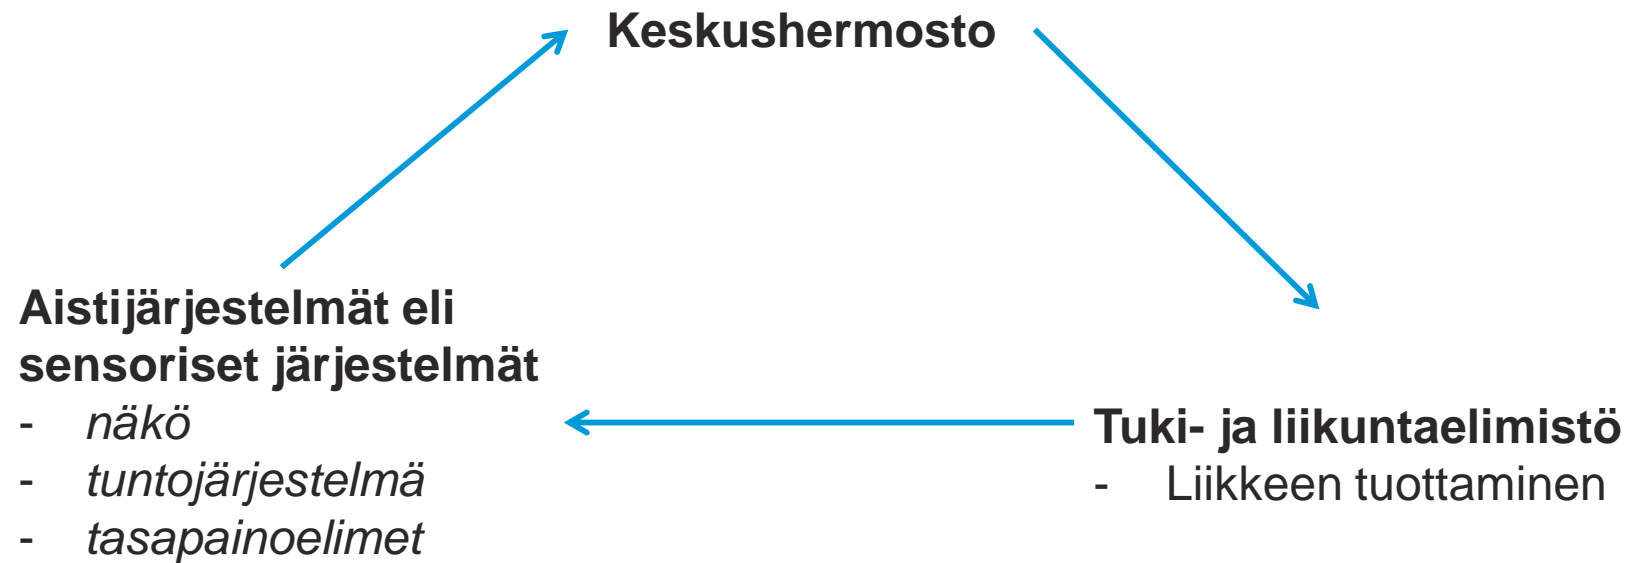 Keskushermosto
Aistijärjestelmät eli
sensoriset järjestelmät
- näkö
- tuntojärjestelmä
- tasapainoelimet
Tuki- ja liikuntaelimistö
- Liikkeen tuottaminen